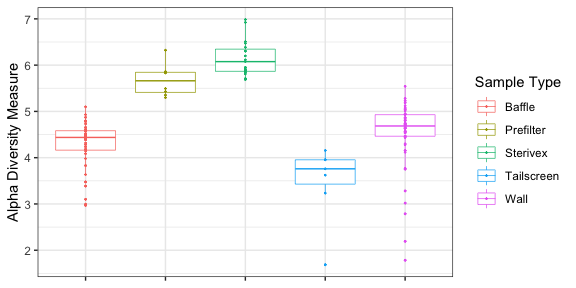 Alpha Diversity Measure
7
6
5
4
3
2
Sample Type
Baffle
Prefilter
Sterivex
Tailscreen
Wall